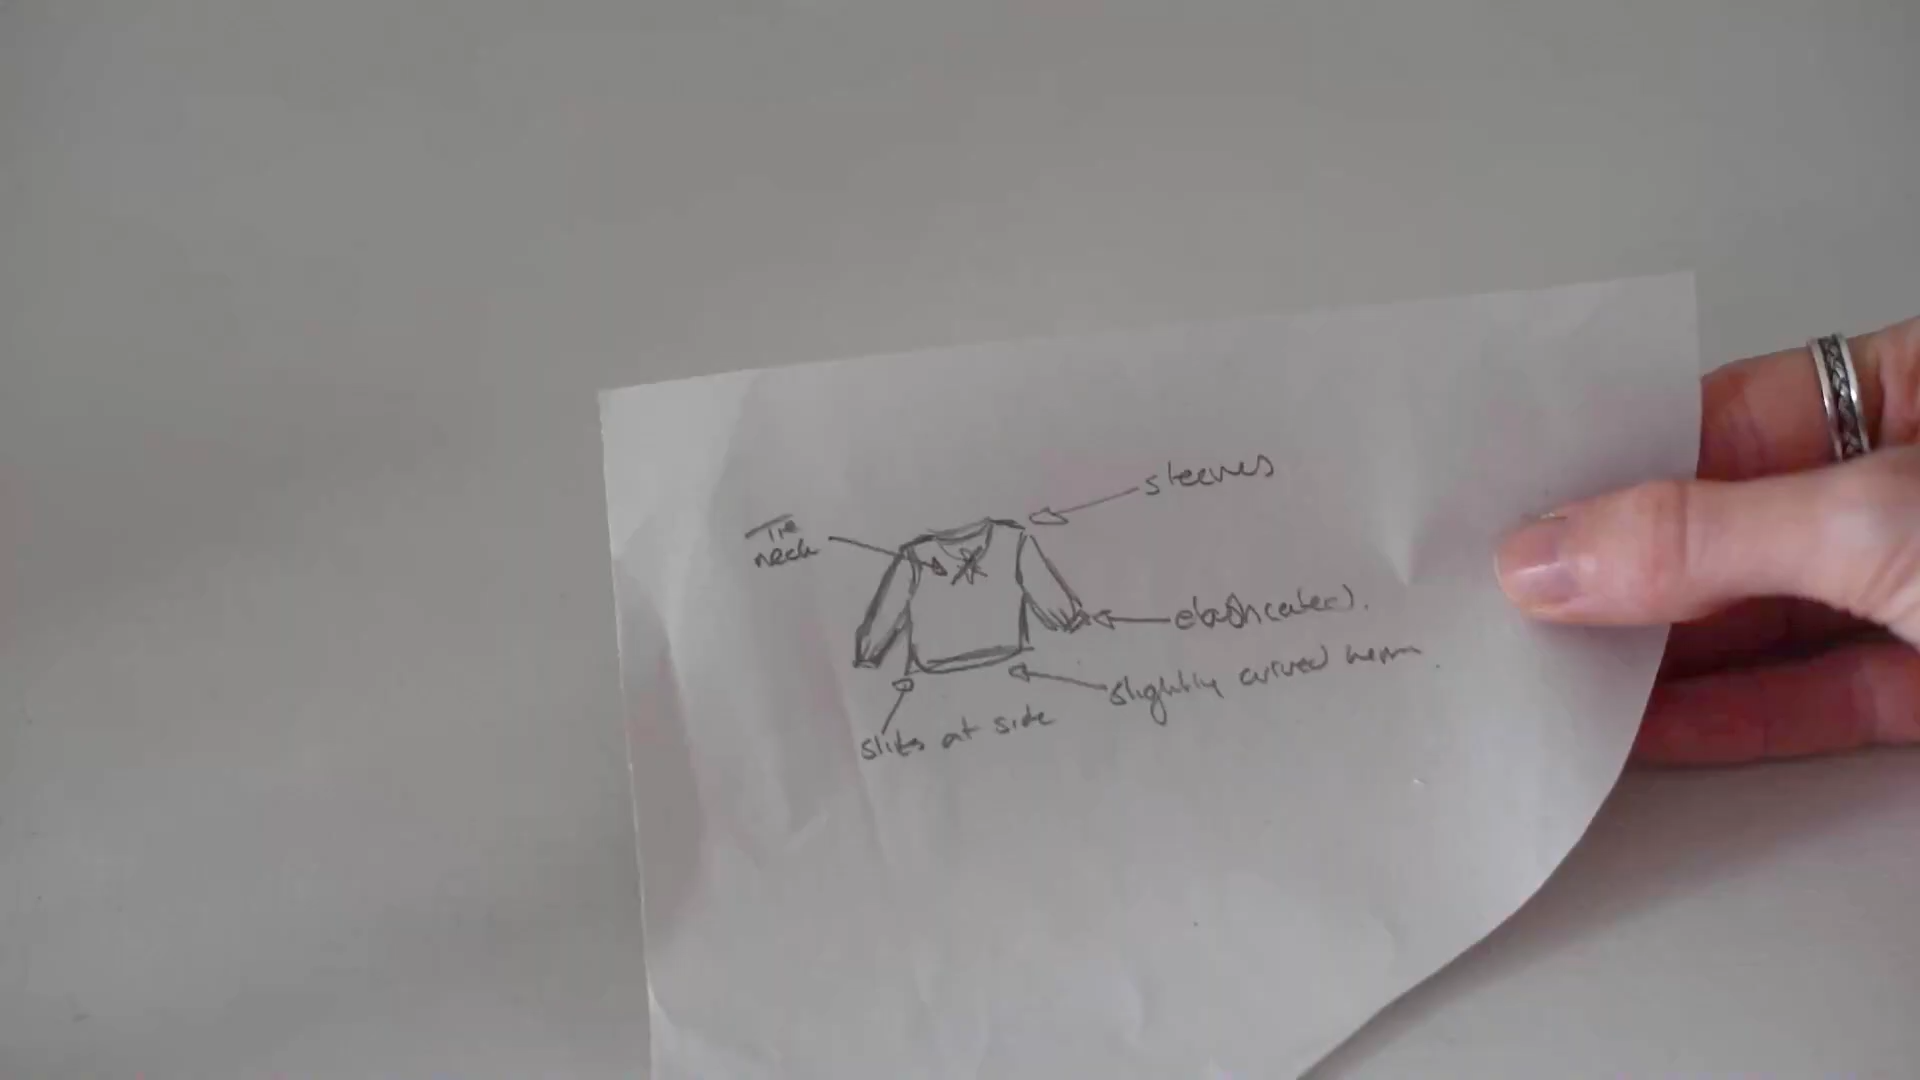 sleeves
Tie
neck
elasticated.
slightly curved hem.
slits at side